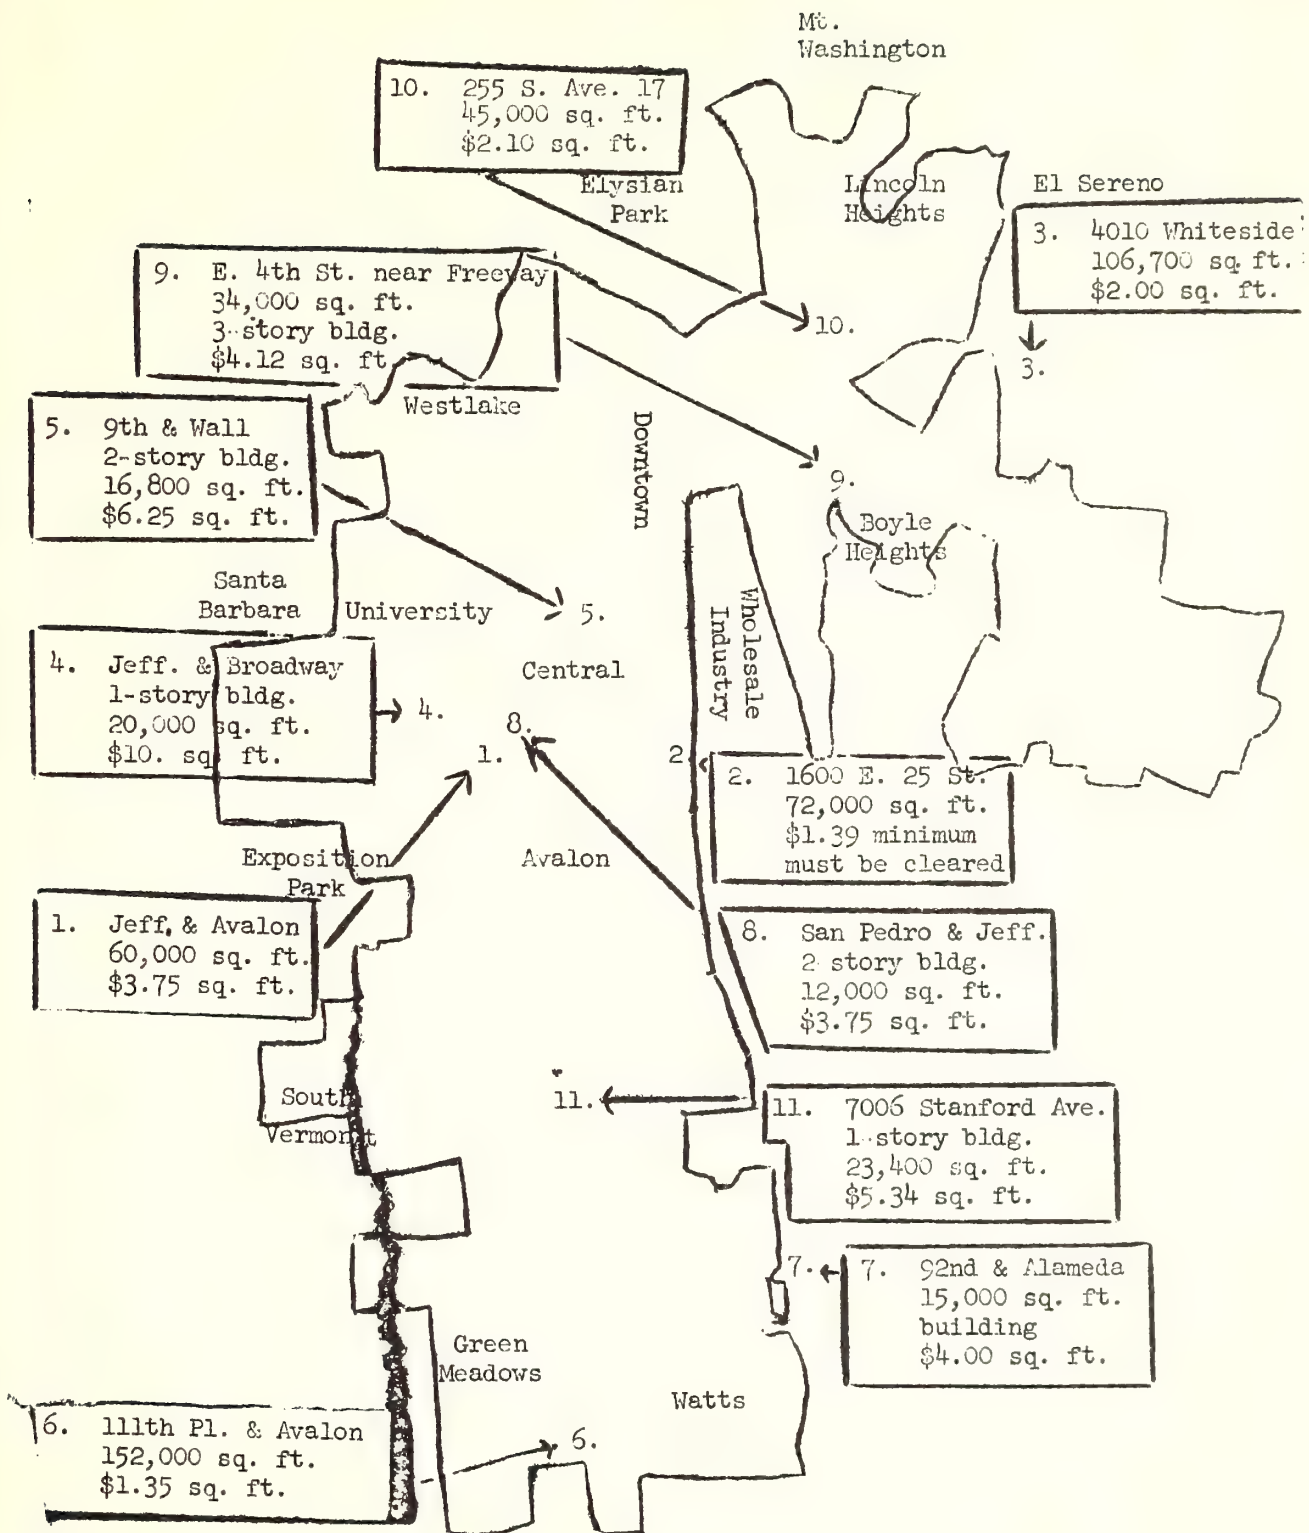 Mt.
Washington
10. 255 S. Ave. 17
45,000 sq. ft.
$2.10 sq. ft.
Elysian
Park
Lincoln
Heights
El Sereno
3. 4010 Whiteside
106,700 sq. ft.
$2.00 sq. ft.
9. E. 4th St. near Freeway
34,000 sq. ft.
3-story bldg.
$4.12 sq. ft.
10.
3.
Westlake
5. 9th & Wall
2-story bldg.
16,800 sq. ft.
$6.25 sq. ft.
Downtown
9.
Boyle
Heights
Santa
Barbara
University
5.
Wholesale
Industry
4. Jeff. & Broadway
1-story bldg.
20,000 sq. ft.
$10. sq. ft.
Central
4.
8.
1.
2.
2. 1600 E. 25 St.
72,000 sq. ft.
$1.39 minimum
must be cleared
Exposition
Park
Avalon
1. Jeff. & Avalon
60,000 sq. ft.
$3.75 sq. ft.
8. San Pedro & Jeff.
2 story bldg.
12,000 sq. ft.
$3.75 sq. ft.
South
Vermont
11.
11. 7006 Stanford Ave.
1-story bldg.
23,400 sq. ft.
$5.34 sq. ft.
7.
7. 92nd & Alameda
15,000 sq. ft.
building
$4.00 sq. ft.
Green
Meadows
Watts
6. 111th Pl. & Avalon
152,000 sq. ft.
$1.35 sq. ft.
6.